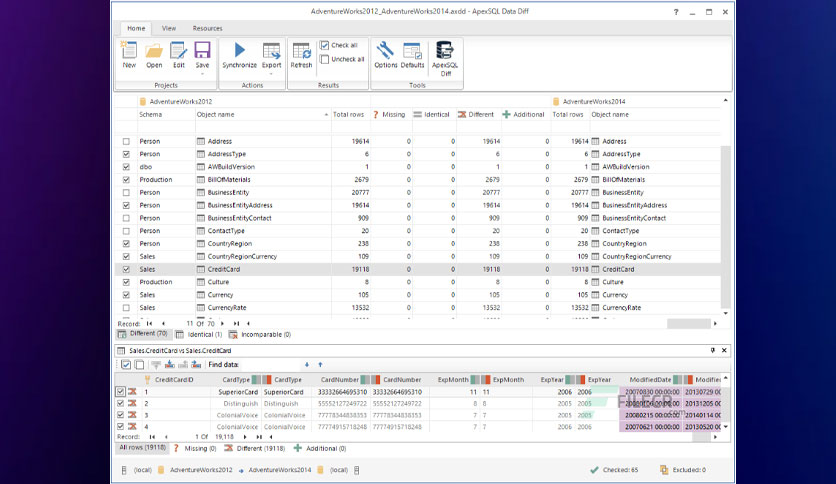 AdventureWorks2012_AdventureWorks2014.axdd - ApexSQL Data Diff
Home View Resources
New Open Edit Save Synchronize Export Refresh Check all Uncheck all Options Defaults ApexSQL Diff
Projects Actions Results Tools
AdventureWorks2012 AdventureWorks2014
Schema Object name Total rows ? Missing Identical Different Additional Total rows Object name
Person Address 19614 0 0 19614 0 19614 Address
Person AddressType 6 0 0 6 0 6 AddressType
dbo AWBuildVersion 1 0 0 1 0 1 AWBuildVersion
Production BillOfMaterials 2679 0 0 2679 0 2679 BillOfMaterials
Person BusinessEntity 20777 0 0 20777 0 20777 BusinessEntity
Person BusinessEntityAddress 19614 0 0 19614 0 19614 BusinessEntityAddress
Person BusinessEntityContact 909 0 0 909 0 909 BusinessEntityContact
Person ContactType 20 0 0 20 0 20 ContactType
Person CountryRegion 238 0 0 238 0 238 CountryRegion
Sales CountryRegionCurrency 109 0 0 109 0 109 CountryRegionCurrency
Sales CreditCard 19118 0 0 19118 0 19118 CreditCard
Production Culture 8 0 0 8 0 8 Culture
Sales Currency 105 0 0 105 0 105 Currency
Sales CurrencyRate 13532 0 0 13532 0 13532 CurrencyRate
Record: 11 Of 70
Different (70) Identical (1) Incomparable (0)
Sales.CreditCard vs Sales.CreditCard
Find data:
CreditCardID CardType CardType CardNumber CardNumber ExpMonth ExpMonth ExpYear ExpYear ModifiedDate Modifie
1 SuperiorCard SuperiorCard 33332664695310 33332664695310 11 11 2006 2006 20070830 00:00:00 20130729 00
2 Distinguish Distinguish 55552127249722 55552127249722 8 8 2005 2005 00:00:00 20131205 00
3 ColonialVoice ColonialVoice 77778344838353 77778344838353 7 7 2005 2005 20080215 00:00:00 20140114 00
4 ColonialVoice ColonialVoice 77774915718248 77774915718248 7 7 2006 2006 20070621 00:00:00 20130520 00
FILECR
.com
Record: 1 Of 19,118
All rows (19118) ? Missing (0) Different (19118) Additional (0)
(local) AdventureWorks2012 AdventureWorks2014 (local) Checked: 65 Excluded: 0